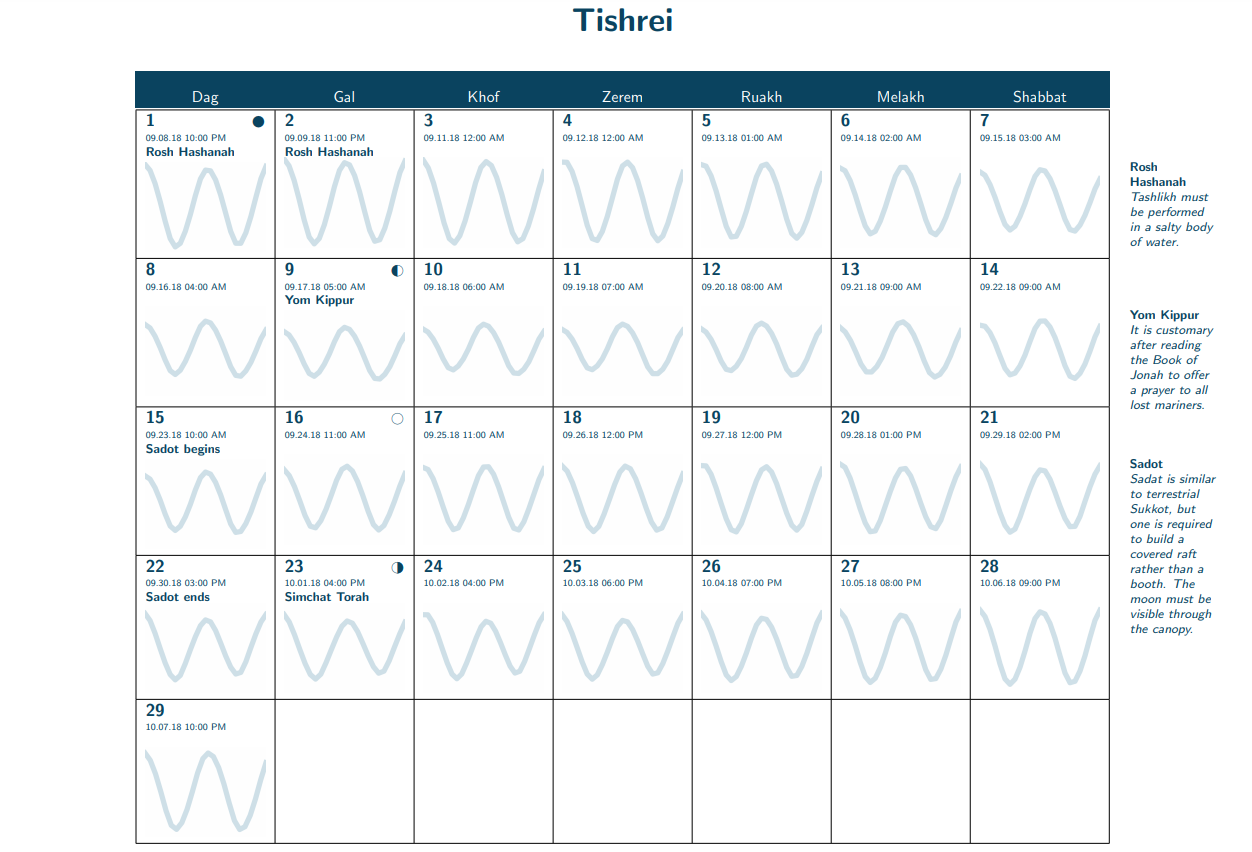 Tishrei
Dag Gal Khof Zerem Ruakh Melakh Shabbat
1 2 3 4 5 6 7
09.08.18 10:00 PM 09.09.18 11:00 PM 09.11.18 12:00 AM 09.12.18 12:00 AM 09.13.18 01:00 AM 09.14.18 02:00 AM 09.15.18 03:00 AM
Rosh Hashanah Rosh Hashanah
Rosh
Hashanah
Tashlikh must
be performed
in a salty body
of water.
8 9 10 11 12 13 14
09.16.18 04:00 AM 09.17.18 05:00 AM 09.18.18 06:00 AM 09.19.18 07:00 AM 09.20.18 08:00 AM 09.21.18 09:00 AM 09.22.18 09:00 AM
Yom Kippur
Yom Kippur
It is customary
after reading
the Book of
Jonah to offer
a prayer to all
lost mariners.
15 16 17 18 19 20 21
09.23.18 10:00 AM 09.24.18 11:00 AM 09.25.18 11:00 AM 09.26.18 12:00 PM 09.27.18 12:00 PM 09.28.18 01:00 PM 09.29.18 02:00 PM
Sadot begins
Sadot
Sadat is similar
to terrestrial
Sukkot, but
one is required
to build a
covered raft
rather than a
booth. The
moon must be
visible through
the canopy.
22 23 24 25 26 27 28
09.30.18 03:00 PM 10.01.18 04:00 PM 10.02.18 04:00 PM 10.03.18 06:00 PM 10.04.18 07:00 PM 10.05.18 08:00 PM 10.06.18 09:00 PM
Sadot ends Simchat Torah
29
10.07.18 10:00 PM